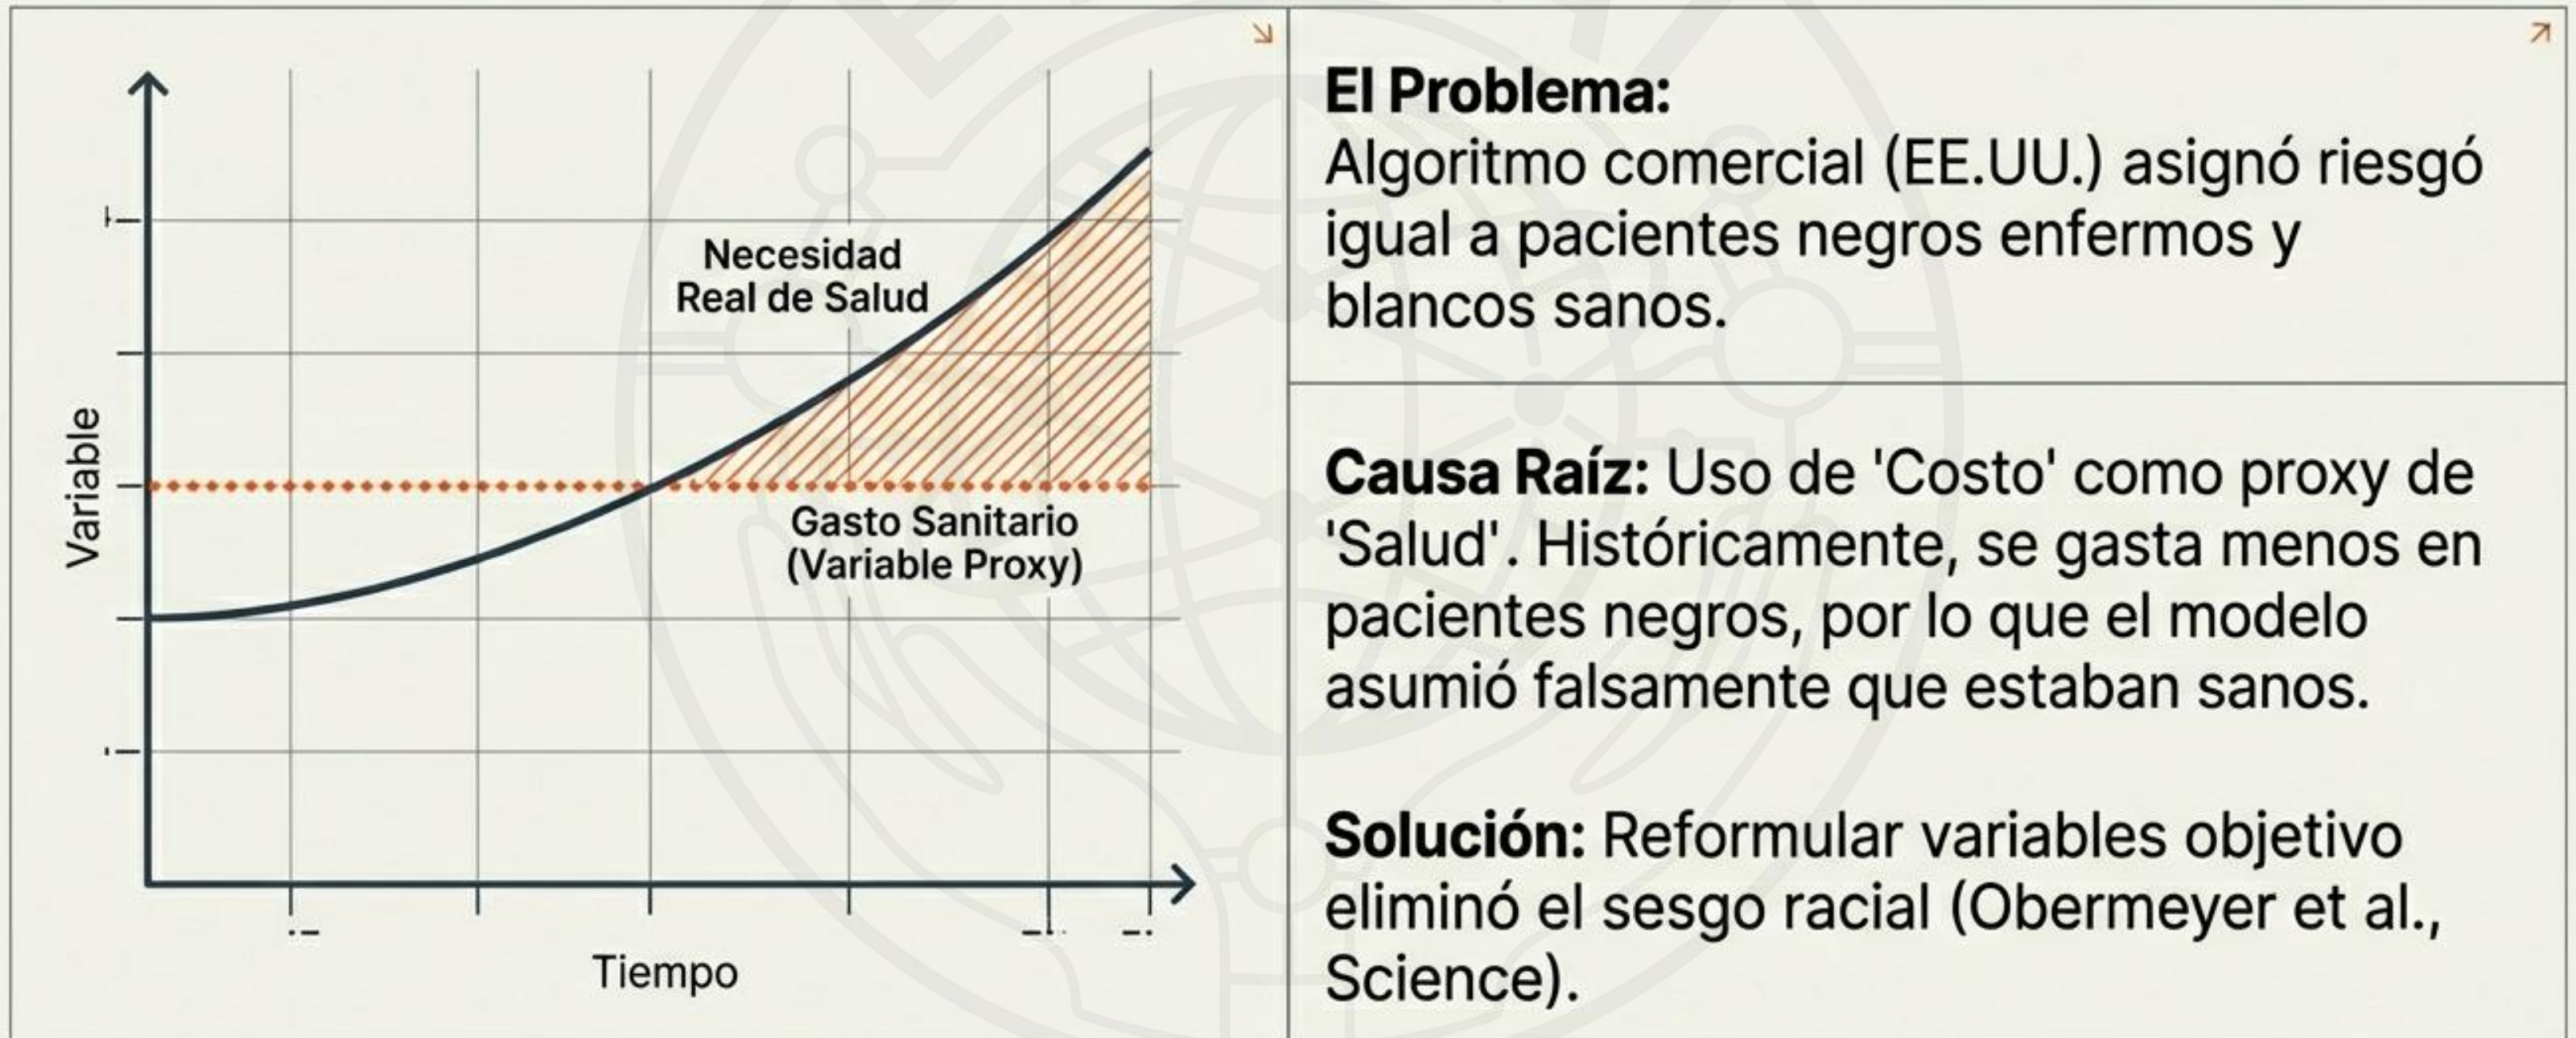 Necesidad
Real de Salud
Gasto Sanitario
(Variable Proxy)
Variable
Tiempo
El Problema:
Algoritmo comercial (EE.UU.) asignó riesgó
igual a pacientes negros enfermos y
blancos sanos.
Causa Raíz: Uso de 'Costo' como proxy de
'Salud'. Históricamente, se gasta menos en
pacientes negros, por lo que el modelo
asumió falsamente que estaban sanos.
Solución: Reformular variables objetivo
eliminó el sesgo racial (Obermeyer et al.,
Science).